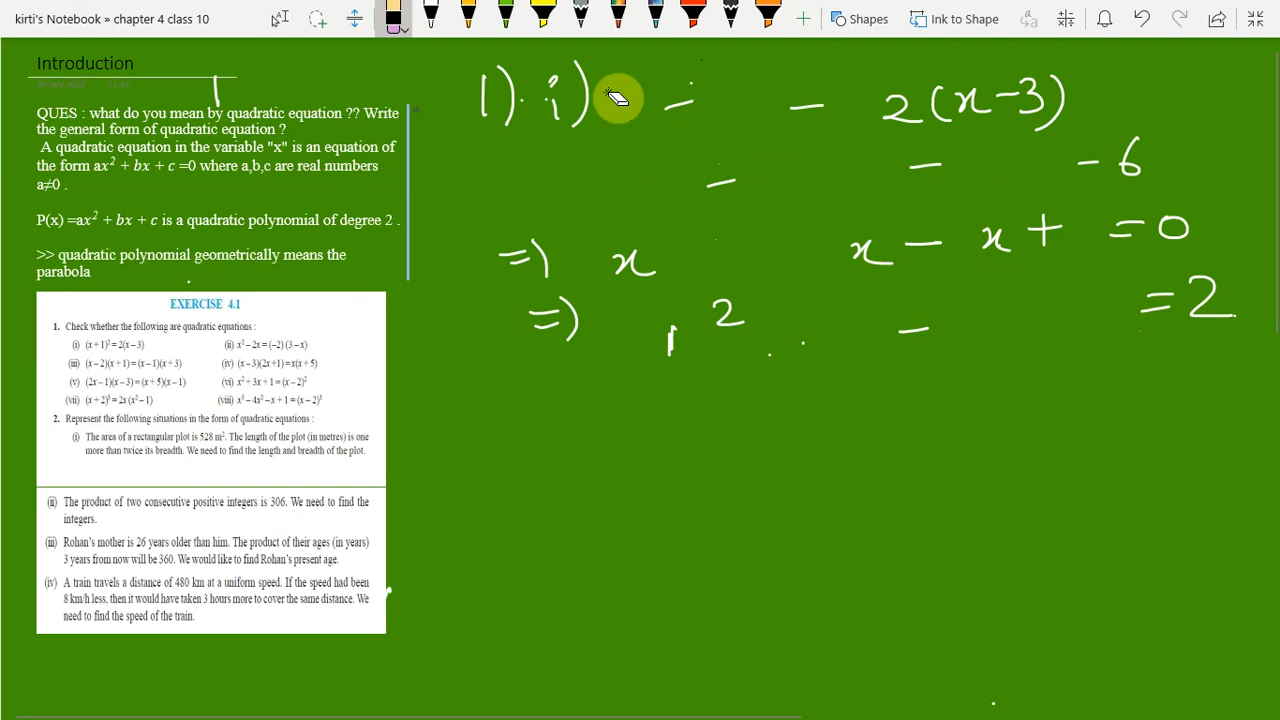 kirti's Notebook » chapter 4 class 10
Shapes
Ink to Shape
Introduction
QUES : what do you mean by quadratic equation ?? Write
the general form of quadratic equation ?
A quadratic equation in the variable "x" is an equation of
the form ax² + bx + c =0 where a,b,c are real numbers
a≠0 .
P(x) =ax² + bx + c is a quadratic polynomial of degree 2 .
>> quadratic polynomial geometrically means the
parabola
EXERCISE 4.1
1. Check whether the following are quadratic equations :
(i) (x + 1)² = 2(x – 3) (ii) x² – 2x = (–2) (3 – x)
(iii) (x – 2)(x + 1) = (x – 1)(x + 3) (iv) (x – 3)(2x +1) = x(x + 5)
(v) (2x – 1)(x – 3) = (x + 5)(x – 1) (vi) x² + 3x + 1 = (x – 2)²
(vii) (x + 2)³ = 2x (x² – 1) (viii) x³ – 4x² – x + 1 = (x – 2)³
2. Represent the following situations in the form of quadratic equations :
(i) The area of a rectangular plot is 528 m². The length of the plot (in metres) is one
more than twice its breadth. We need to find the length and breadth of the plot.
(ii) The product of two consecutive positive integers is 306. We need to find the
integers.
(iii) Rohan's mother is 26 years older than him. The product of their ages (in years)
3 years from now will be 360. We would like to find Rohan's present age.
(iv) A train travels a distance of 480 km at a uniform speed. If the speed had been
8 km/h less, then it would have taken 3 hours more to cover the same distance. We
need to find the speed of the train.
1). i) – – 2(x-3)
– – - 6
=) x x – x + = 0
=) , 2 – = 2